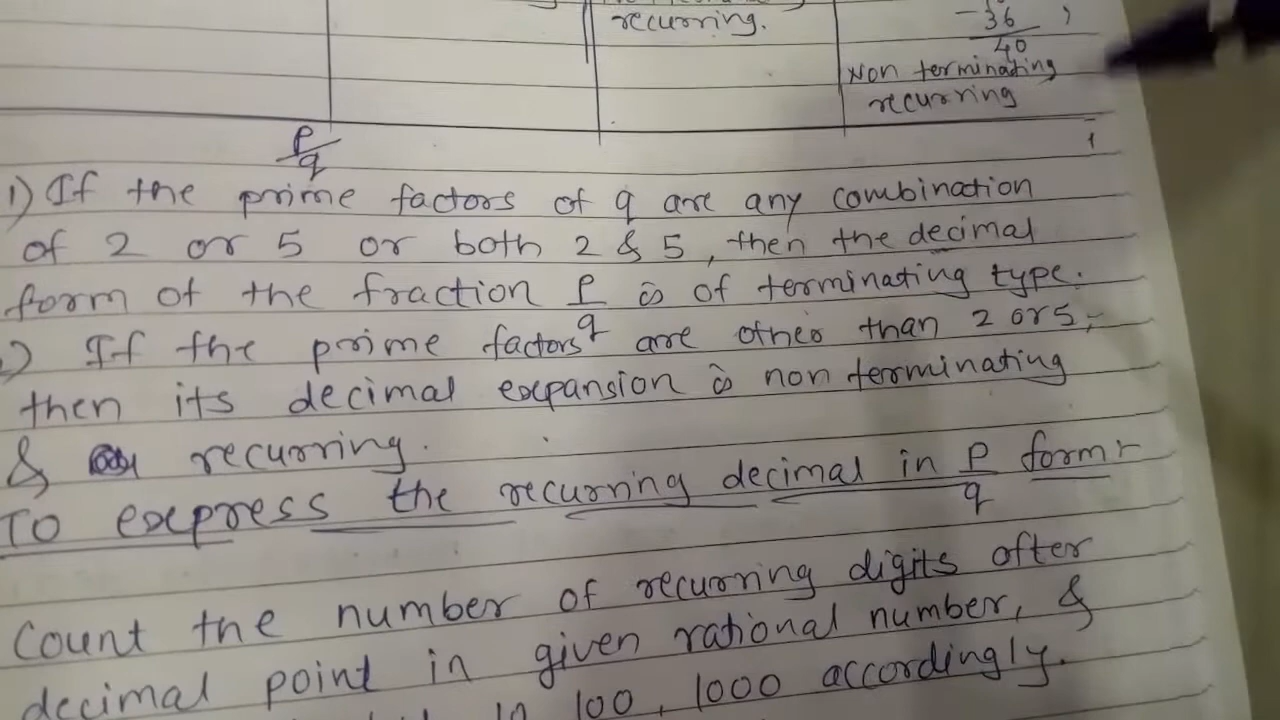 recurring.
-36
40
Non terminating
recurring
p/q
1) If the prime factors of q are any combination
of 2 or 5 or both 2 & 5, then the decimal
form of the fraction p/q is of terminating type.
2) If the prime factors are other than 2 or 5,
then its decimal expansion is non terminating
& recurring.
To express the recurring decimal in p/q form:-
Count the number of recurring digits after
decimal point in given rational number, &
10 100, 1000 accordingly.